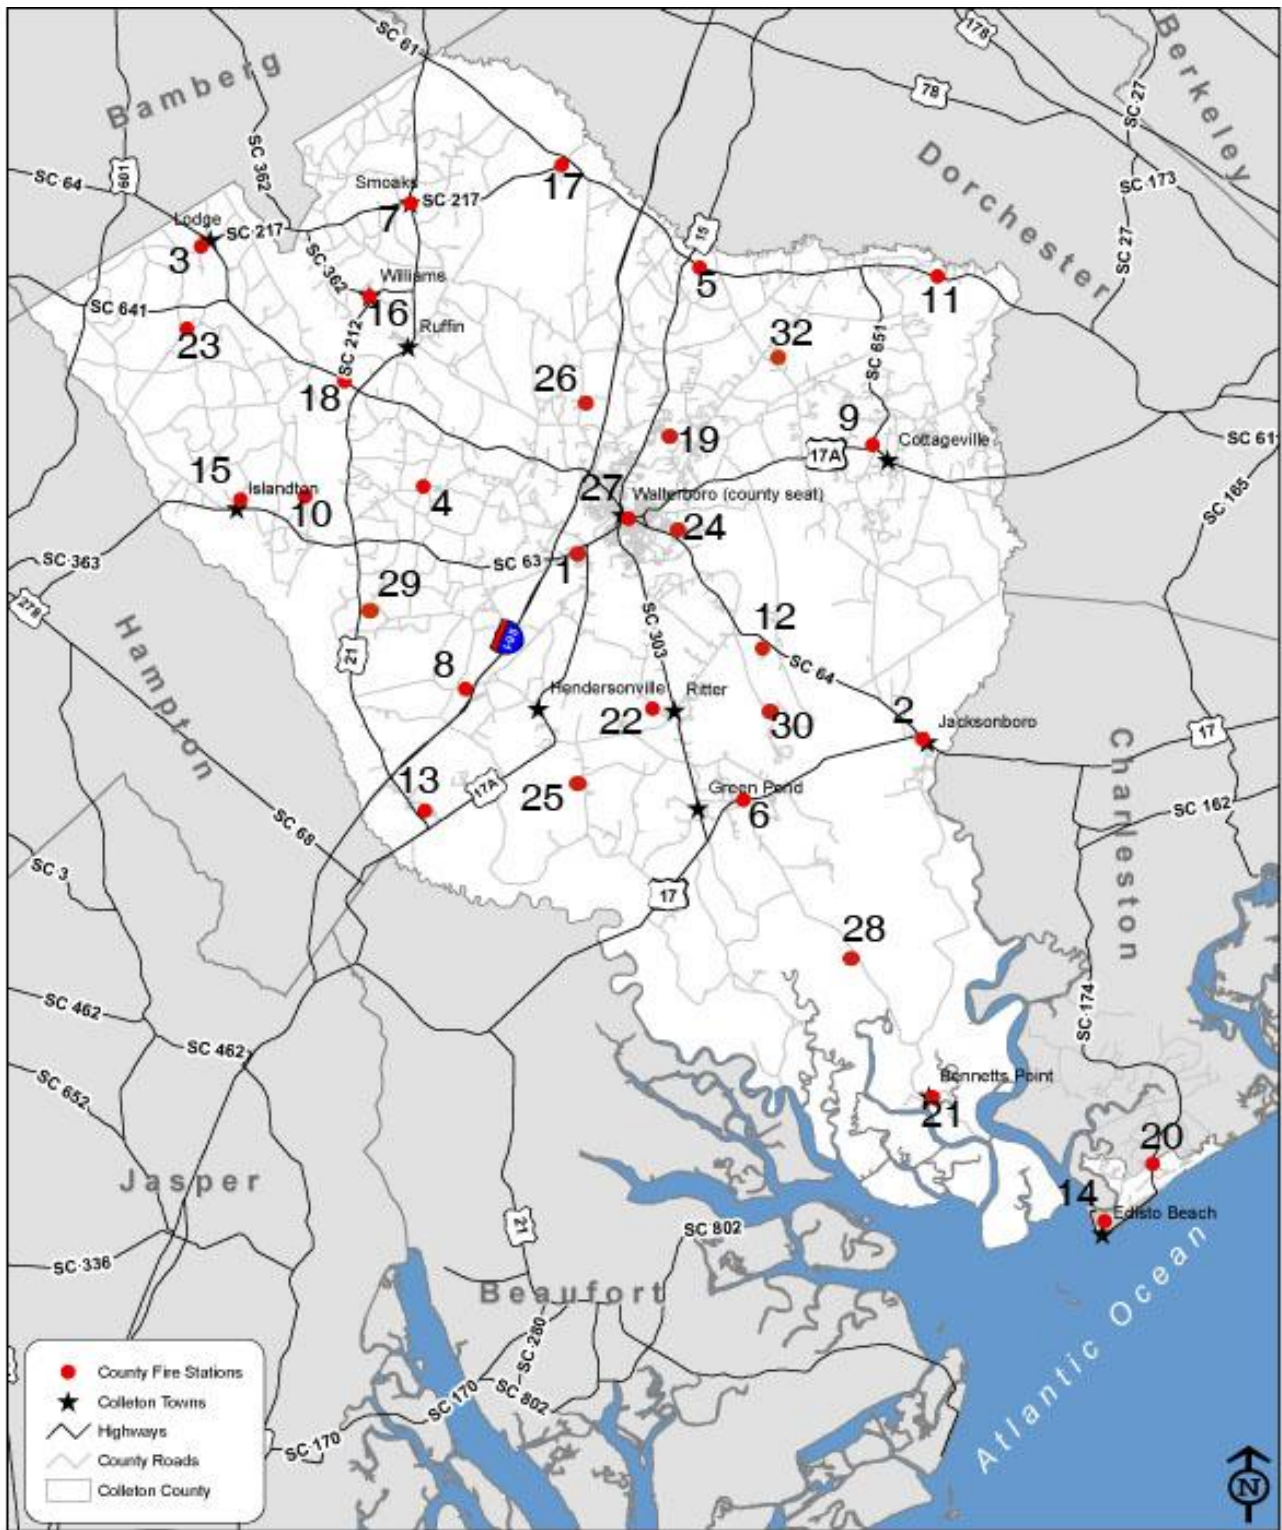 SC 61
178
Berkeley
Bamberg
78
SC 27
SC 362
601
Dorchester
SC 64
17
SC 173
Smoaks
SC 217
7
Lodge
SC 217
15
SC 27
3
SC 362
Williams
5
11
SC 641
16
23
SC 212
Ruffin
32
SC 651
18
26
9
19
Cottageville
17A
SC 61
15
Islandton
27
Walterboro (county seat)
10
4
24
SC 165
SC 363
SC 63
1
278
29
Hampton
I-95
SC 303
12
21
8
SC 64
Hendersonville
Ritter
22
30
2
Jacksonboro
17
Charleston
13
17A
25
Green Pond
6
SC 162
SC 68
SC 3
17
28
SC 462
SC 174
SC 462
SC 652
Bennetts Point
21
20
Jasper
14
Edisto Beach
21
SC 802
SC 336
Beaufort
Atlantic Ocean
SC 280
SC 170
SC 802
SC 170
County Fire Stations
Colleton Towns
Highways
County Roads
Colleton County
N